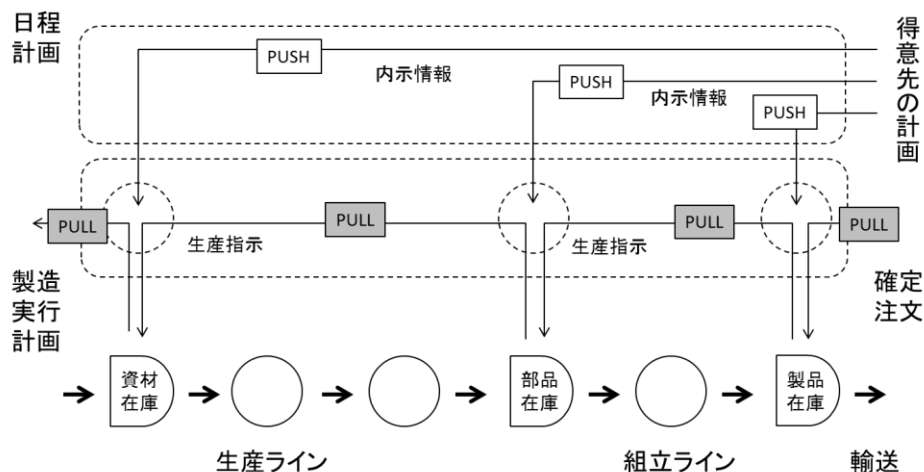 日程
計画
PUSH
内示情報
PUSH
内示情報
PUSH
得意先の計画
PULL
生産指示
PULL
生産指示
PULL
PULL
製造
実行
計画
確定
注文
資材
在庫
部品
在庫
製品
在庫
生産ライン
組立ライン
輸送